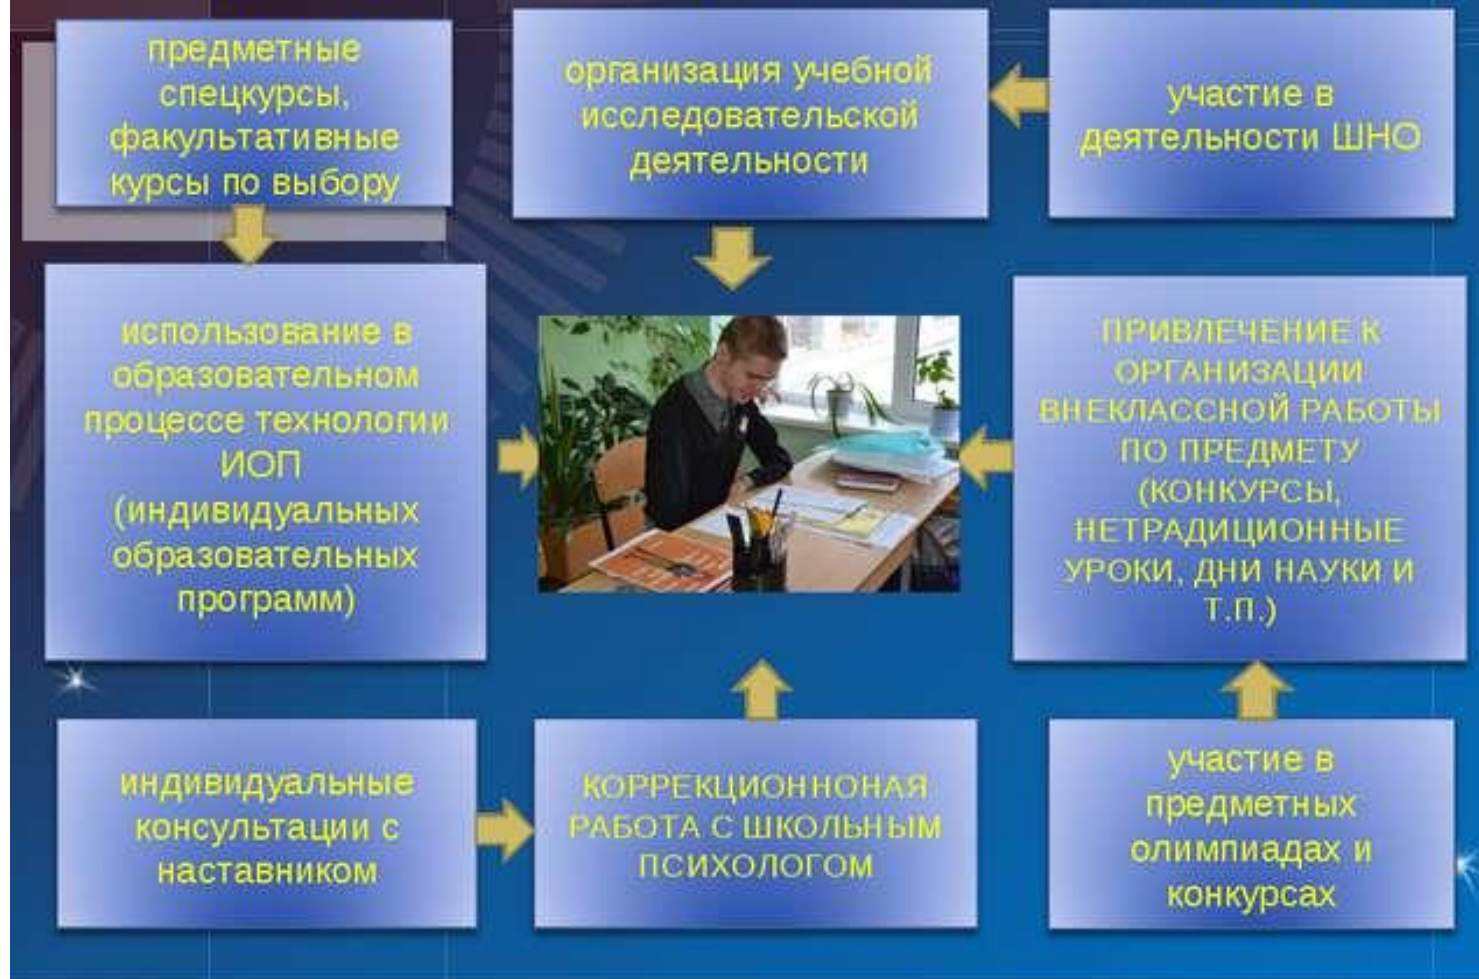 предметные
спецкурсы,
факультативные
курсы по выбору
организация учебной
исследовательской
деятельности
участие в
деятельности ШНО
использование в
образовательном
процессе технологии
ИОП
(индивидуальных
образовательных
программ)
ПРИВЛЕЧЕНИЕ К
ОРГАНИЗАЦИИ
ВНЕКЛАССНОЙ РАБОТЫ
ПО ПРЕДМЕТУ
(КОНКУРСЫ,
НЕТРАДИЦИОННЫЕ
УРОКИ, ДНИ НАУКИ И
Т.П.)
индивидуальные
консультации с
наставником
КОРРЕКЦИОННОНАЯ
РАБОТА С ШКОЛЬНЫМ
ПСИХОЛОГОМ
участие в
предметных
олимпиадах и
конкурсах